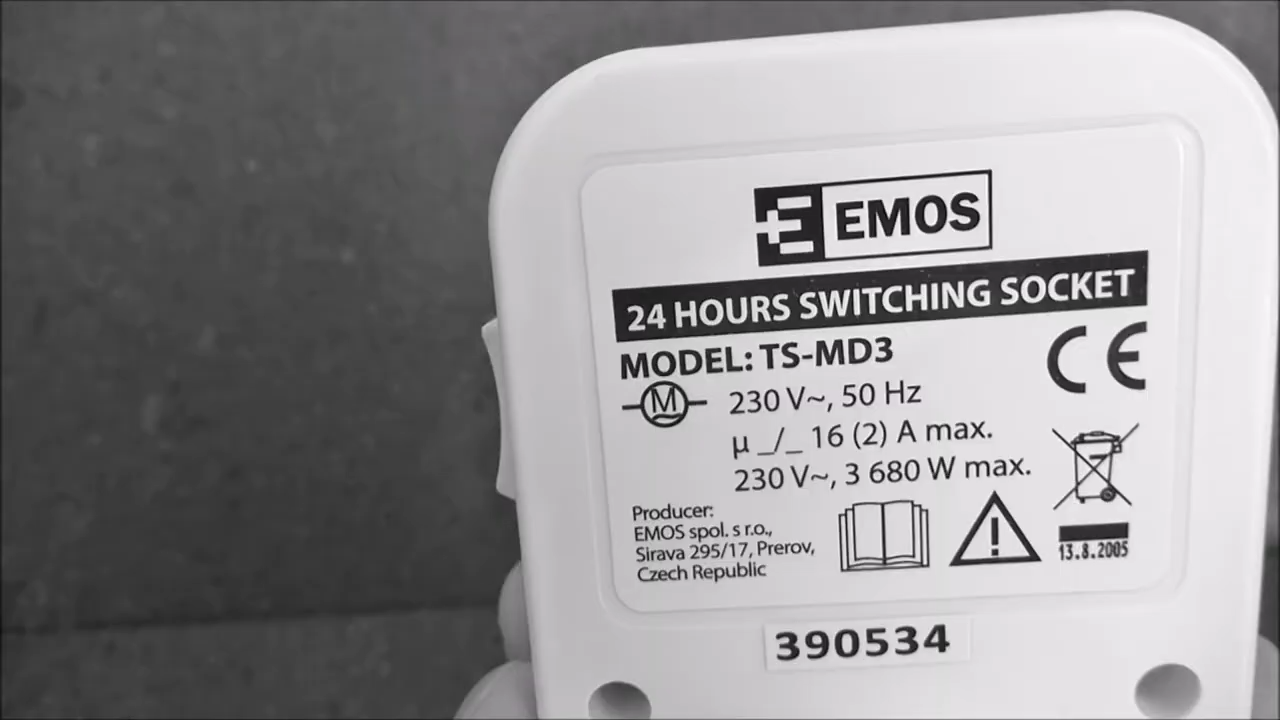 EMOS
24 HOURS SWITCHING SOCKET
MODEL: TS-MD3
CE
M
230 V~, 50 Hz
µ _/_ 16 (2) A max.
230 V~, 3 680 W max.
Producer:
EMOS spol. s r.o.,
Sirava 295/17, Prerov,
Czech Republic
13.8.2005
390534